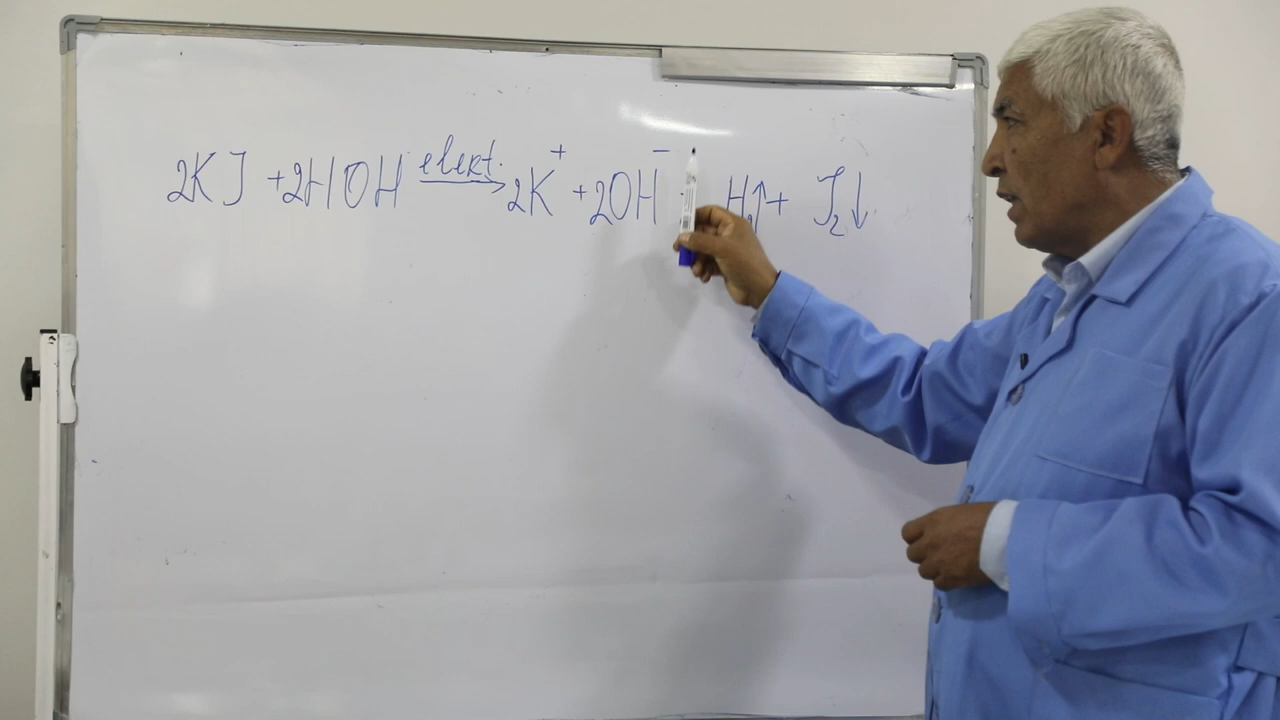 2KJ + 2HOH elekt. → 2K⁺ + 2OH⁻ H₂↑ + J₂↓